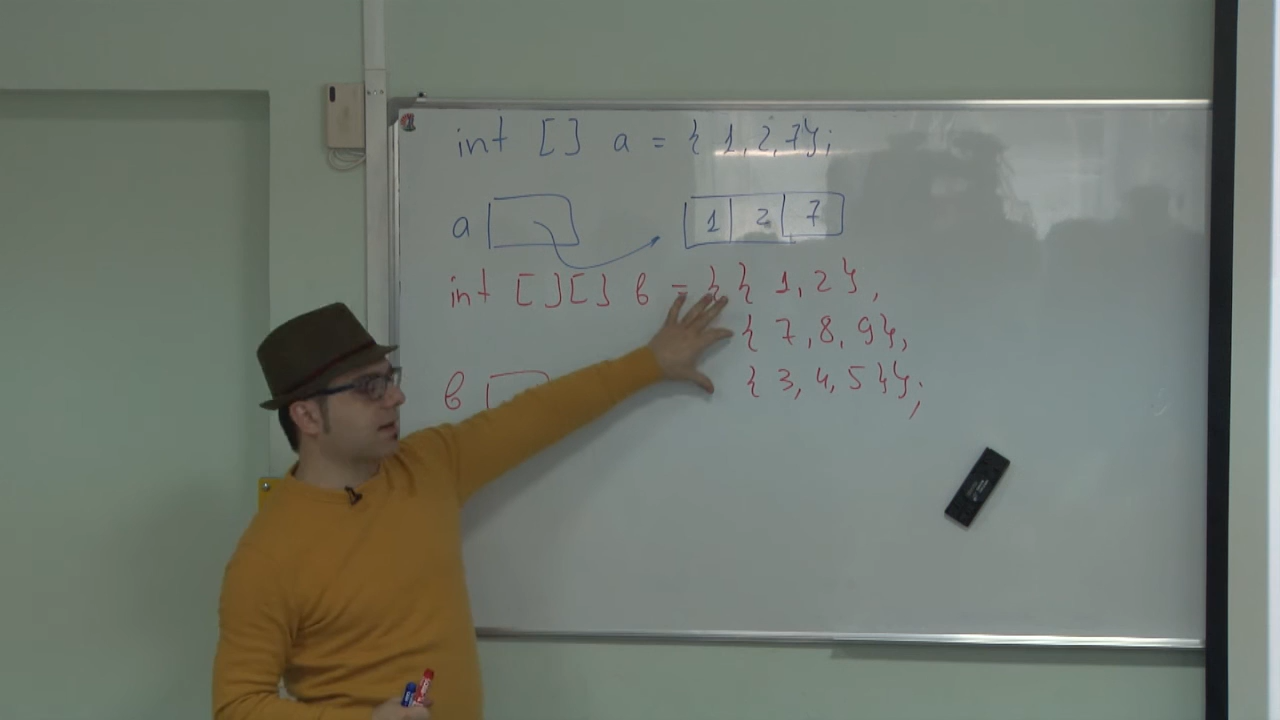 int [] a = { 1, 2, 7};
a 1 2 7
int [][] в = { { 1, 2 },
{ 7, 8, 9},
в { 3, 4, 5 }};